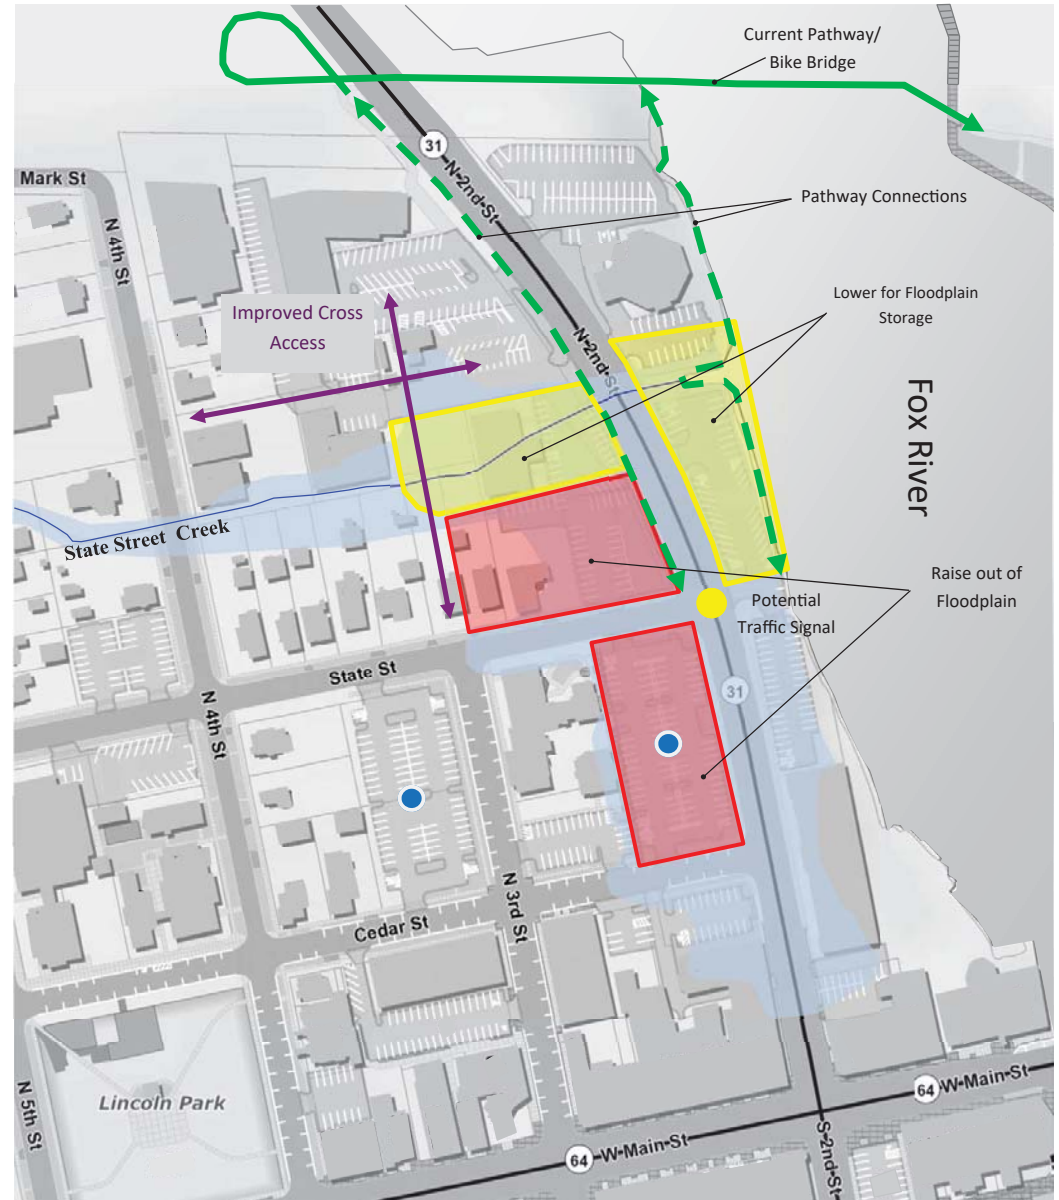 Current Pathway/
Bike Bridge
31
N 2nd St
Mark St
N 4th St
Pathway Connections
Improved Cross
Access
Lower for Floodplain
Storage
N 2nd St
Fox River
State Street Creek
Raise out of
Floodplain
Potential
Traffic Signal
State St
31
N 4th St
N 3rd St
Cedar St
Lincoln Park
N 5th St
64
W Main St
64
W Main St
S 2nd St